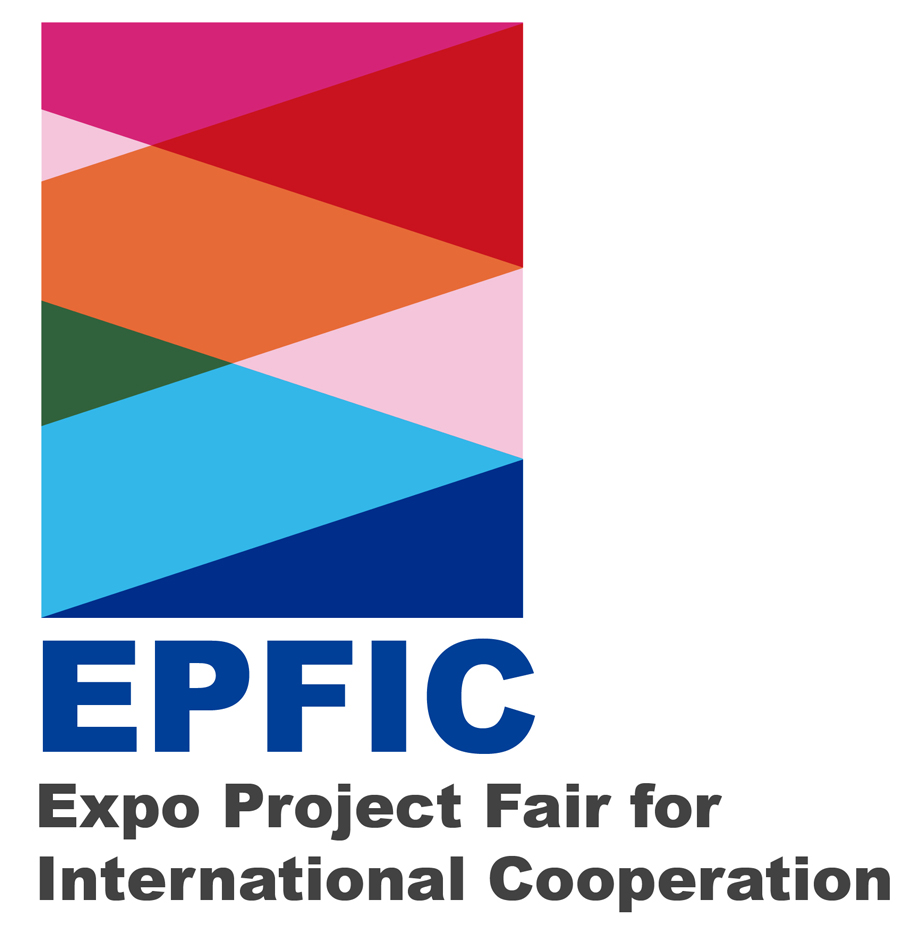 EPFIC
Expo Project Fair for
International Cooperation